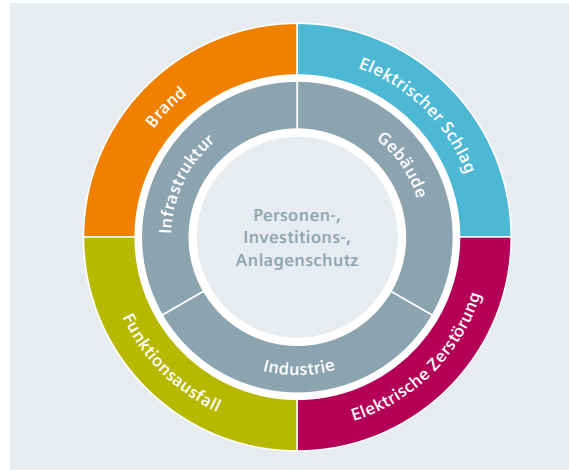 Brand
Elektrischer Schlag
Infrastruktur
Gebäude
Personen-,
Investitions-,
Anlagenschutz
Industrie
Funktionsausfall
Elektrische Zerstörung